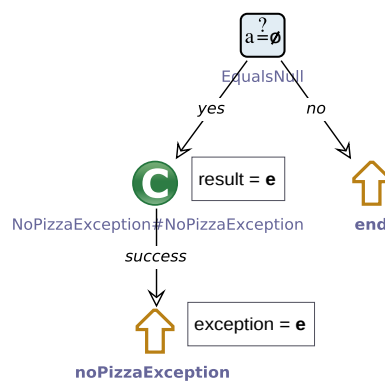 ?
a=ø
EqualsNull
yes
no
C
result = e
NoPizzaException#NoPizzaException
end
success
exception = e
noPizzaException